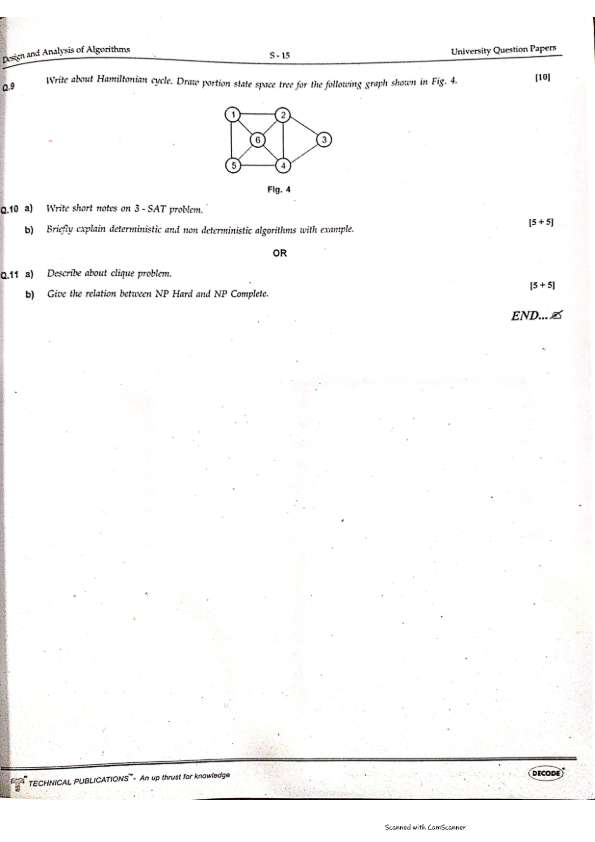 Design and Analysis of Algorithms
S - 15
University Question Papers
Q.9 Write about Hamiltonian cycle. Draw portion state space tree for the following graph shown in Fig. 4. [10]
1 2
6 3
5 4
Fig. 4
Q.10 a) Write short notes on 3 - SAT problem.
b) Briefly explain deterministic and non deterministic algorithms with example. [5 + 5]
OR
Q.11 a) Describe about clique problem.
b) Give the relation between NP Hard and NP Complete. [5 + 5]
END...✍
TECHNICAL PUBLICATIONS™ - An up thrust for knowledge
DECODE
Scanned with CamScanner